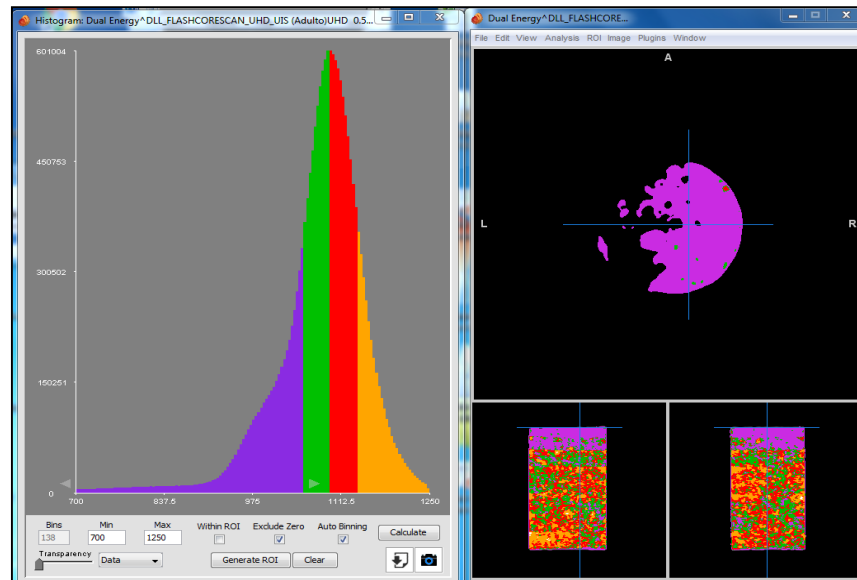 Histogram: Dual Energy^DLL_FLASHCORESCAN_UHD_UIS (Adulto)UHD 0.5...
601004
450753
300502
150251
0
700 837.5 975 1112.5 1250
Bins Min Max Within ROI Exclude Zero Auto Binning
138 700 1250 Calculate
Transparency Data Generate ROI Clear
Dual Energy^DLL_FLASHCORE...
File Edit View Analysis ROI Image Plugins Window
A
L R